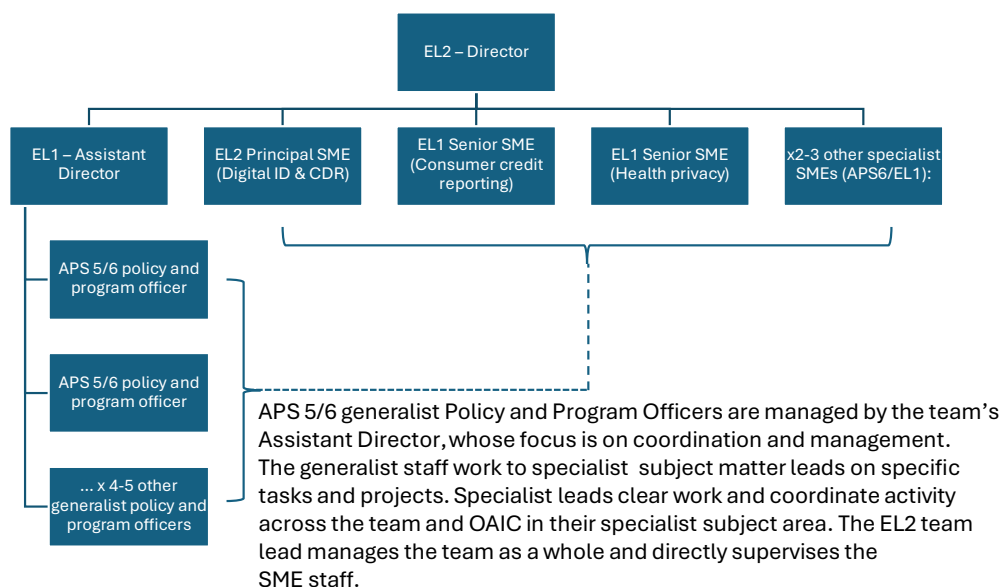 EL2 – Director
EL1 – Assistant
Director
EL2 Principal SME
(Digital ID & CDR)
EL1 Senior SME
(Consumer credit
reporting)
EL1 Senior SME
(Health privacy)
x2-3 other specialist
SMEs (APS6/EL1):
APS 5/6 policy and
program officer
APS 5/6 policy and
program officer
... x 4-5 other
generalist policy and
program officers
APS 5/6 generalist Policy and Program Officers are managed by the team’s
Assistant Director, whose focus is on coordination and management.
The generalist staff work to specialist subject matter leads on specific
tasks and projects. Specialist leads clear work and coordinate activity
across the team and OAIC in their specialist subject area. The EL2 team
lead manages the team as a whole and directly supervises the
SME staff.